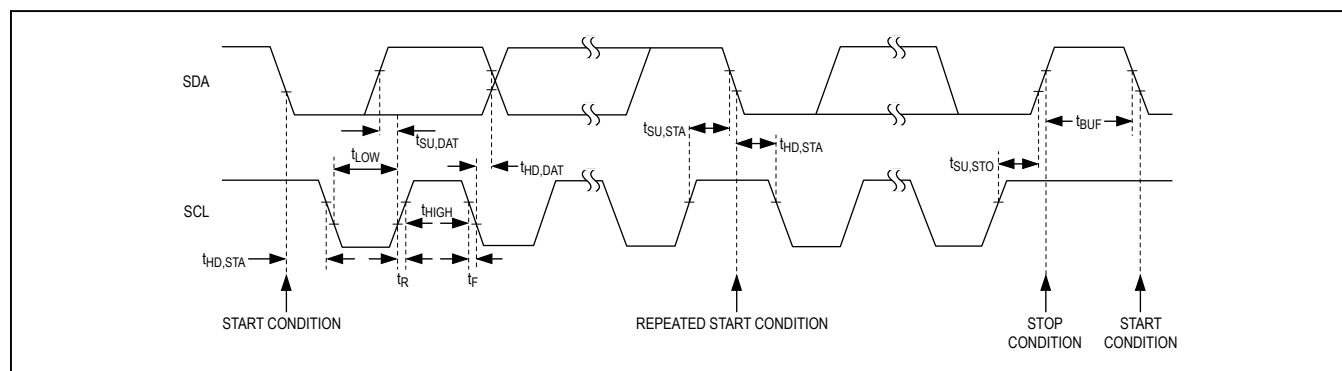 SDA
tSU,DAT
tLOW
tHD,DAT
tSU,STA
tHD,STA
tBUF
tSU,STO
SCL
tHIGH
tHD,STA
tR
tF
START CONDITION
REPEATED START CONDITION
STOP
CONDITION
START
CONDITION